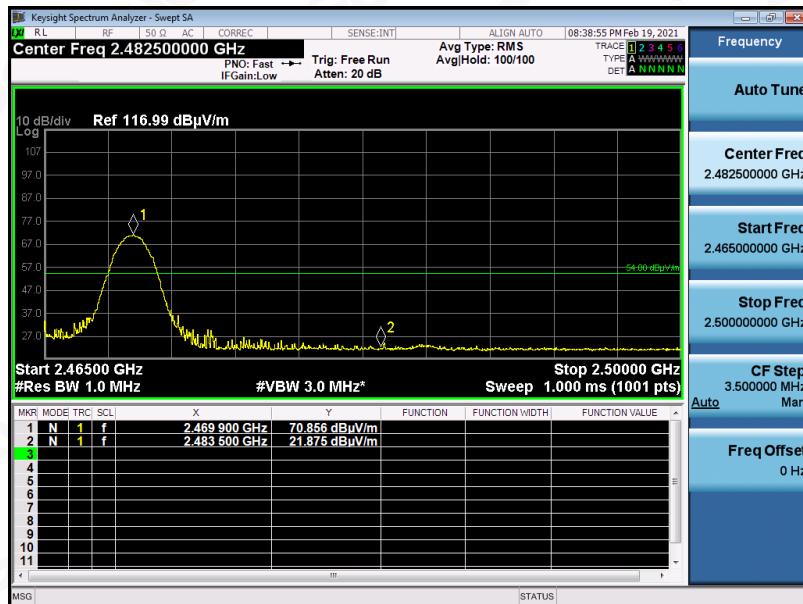 Keysight Spectrum Analyzer - Swept SA
RL RF 50 Ω AC CORREC SENSE:INT ALIGN AUTO 08:38:55 PM Feb 19, 2021
Center Freq 2.482500000 GHz
PNO: Fast
IFGain:Low
Trig: Free Run
Atten: 20 dB
Avg Type: RMS
Avg|Hold: 100/100
TRACE 1 2 3 4 5 6
TYPE A WWWWW
DET A N N N N N
10 dB/div Ref 116.99 dBµV/m
Log
107
97.0
87.0
77.0
67.0
57.0
47.0
37.0
27.0
1
2
54.00 dBµV/m
Start 2.46500 GHz Stop 2.50000 GHz
#Res BW 1.0 MHz #VBW 3.0 MHz* Sweep 1.000 ms (1001 pts)
MKR MODE TRC SCL X Y FUNCTION FUNCTION WIDTH FUNCTION VALUE
1 N 1 f 2.469 900 GHz 70.856 dBµV/m
2 N 1 f 2.483 500 GHz 21.875 dBµV/m
3
4
5
6
7
8
9
10
11
MSG STATUS
Frequency
Auto Tune
Center Freq
2.482500000 GHz
Start Freq
2.465000000 GHz
Stop Freq
2.500000000 GHz
CF Step
3.500000 MHz
Auto Man
Freq Offset
0 Hz